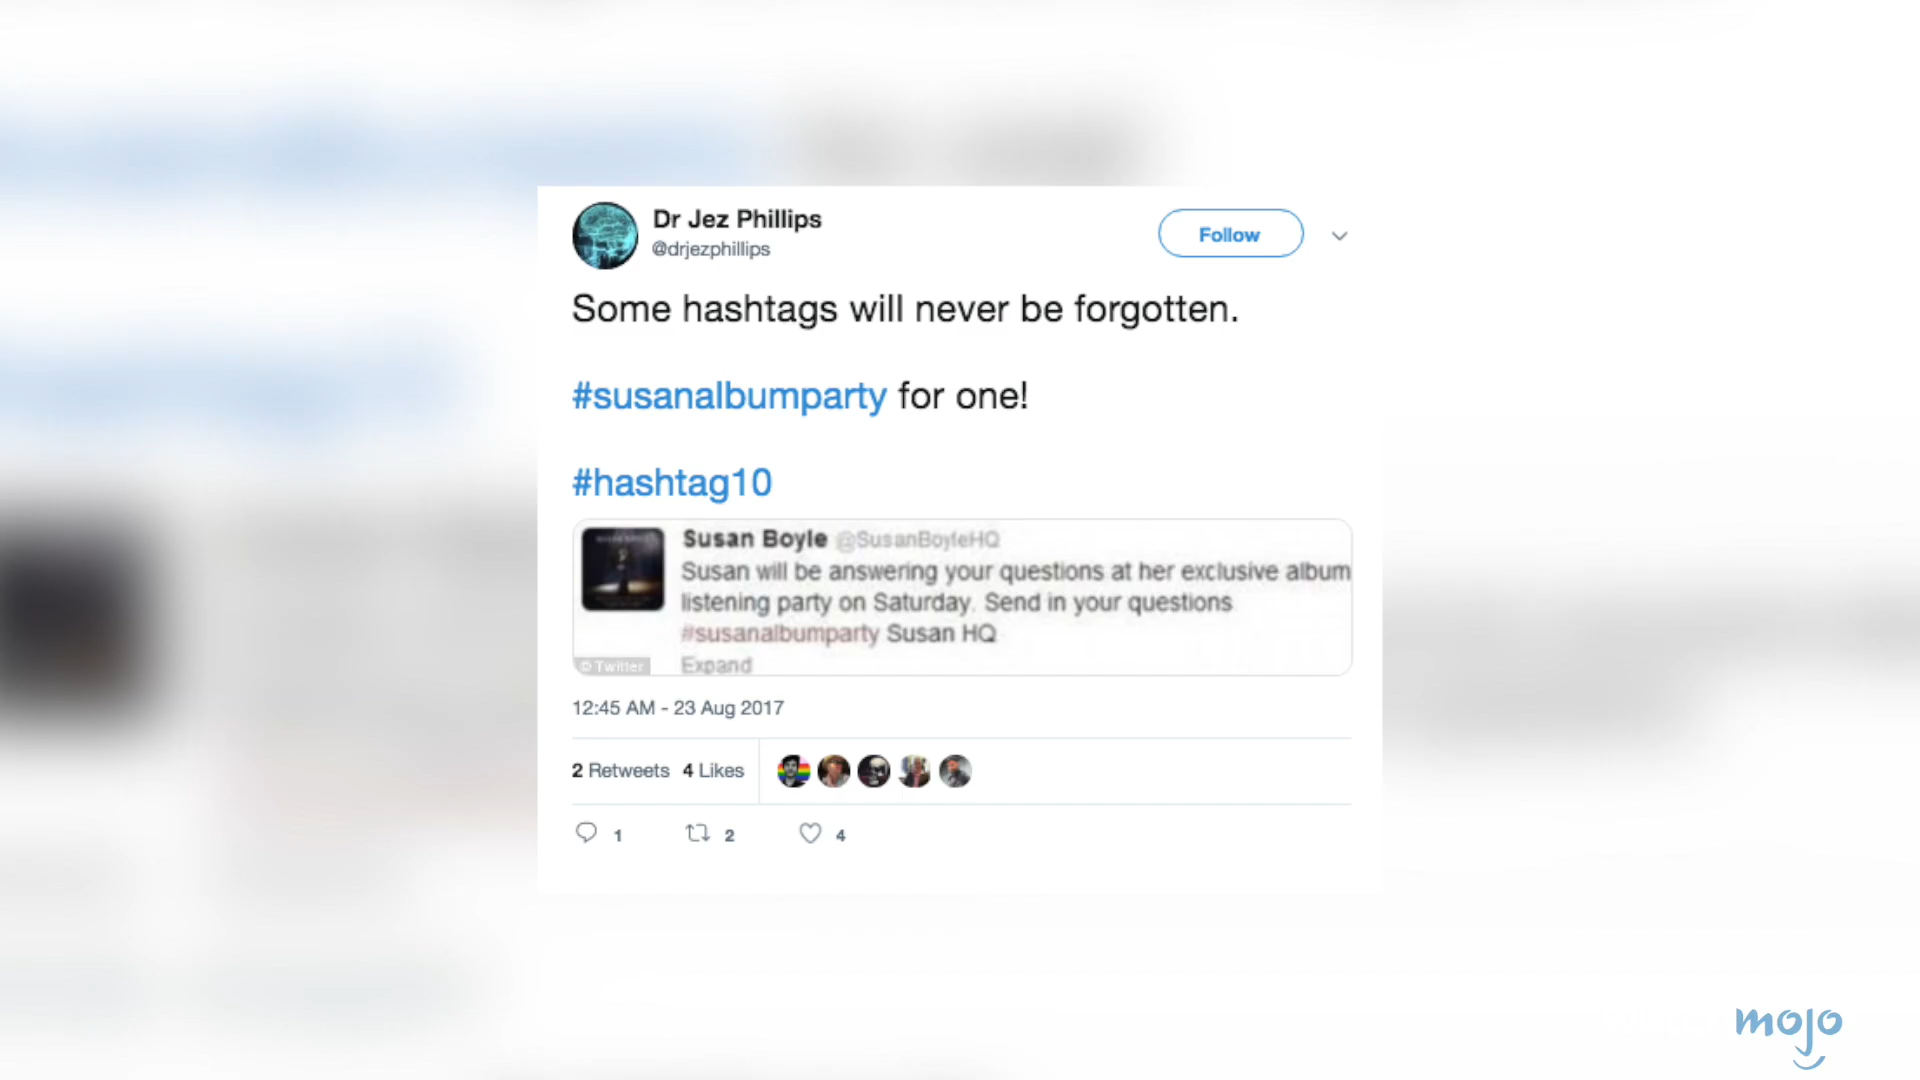 Dr Jez Phillips
@drjezphillips
Follow
Some hashtags will never be forgotten.
#susanalbumparty for one!
#hashtag10
Susan Boyle @SusanBoyleHQ
Susan will be answering your questions at her exclusive album
listening party on Saturday. Send in your questions
#susanalbumparty Susan HQ
© Twitter
Expand
12:45 AM - 23 Aug 2017
2 Retweets 4 Likes
1 2 4
mojo